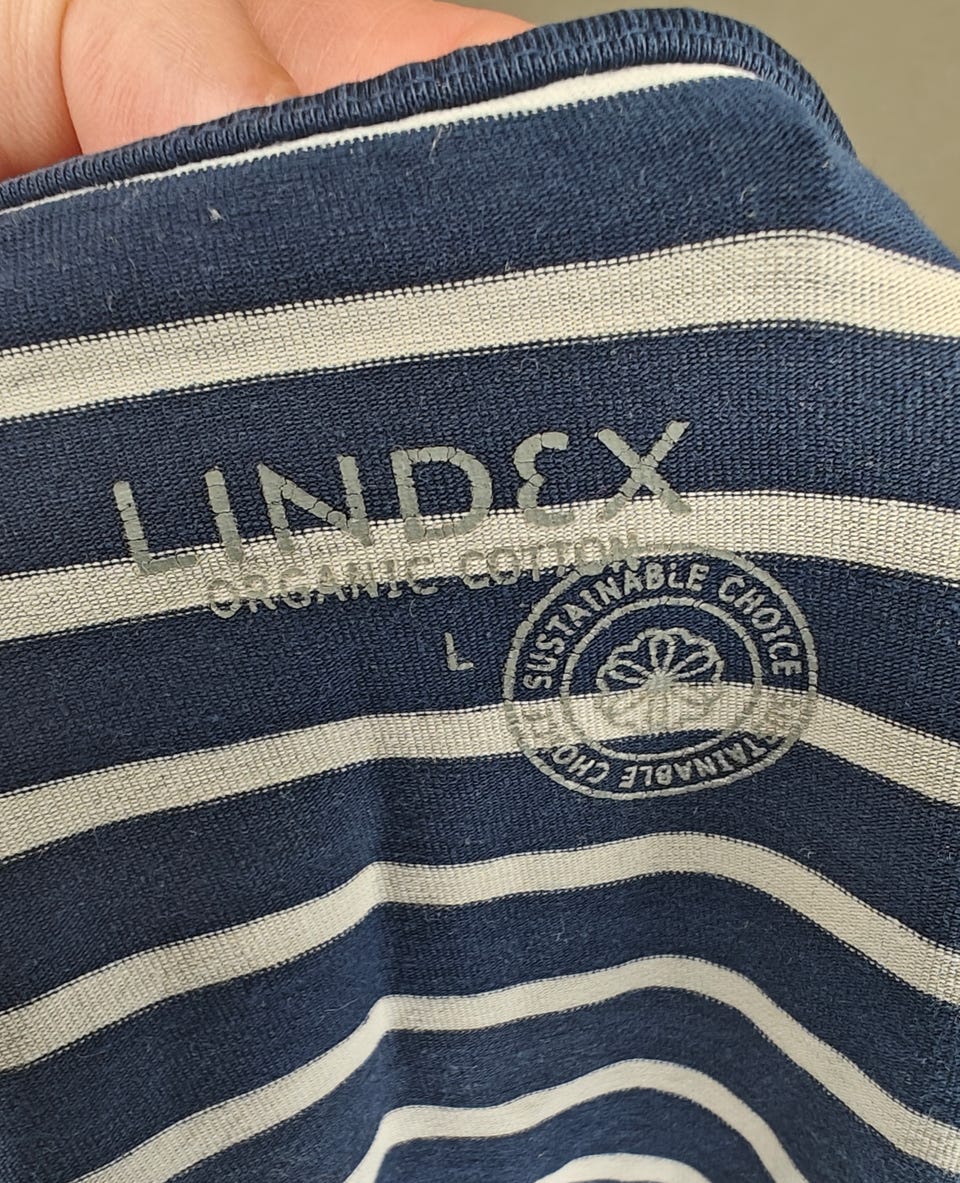 LINDEX
ORGANIC COTTON
L
SUSTAINABLE CHOICE
SUSTAINABLE CHOICE